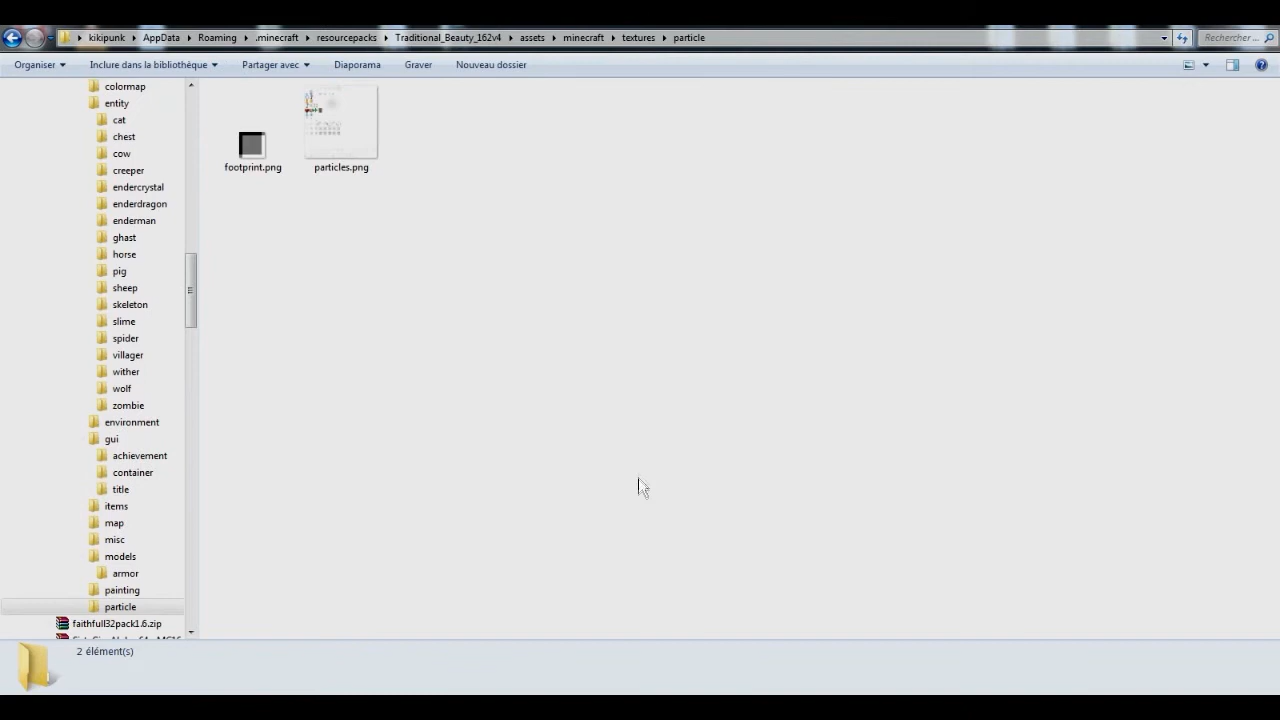 kikipunk AppData Roaming .minecraft resourcepacks Traditional_Beauty_162v4 assets minecraft textures particle Rechercher ...
Organiser Inclure dans la bibliothèque Partager avec Diaporama Graver Nouveau dossier
colormap
entity
cat
chest
cow
creeper
endercrystal
enderdragon
enderman
ghast
horse
pig
sheep
skeleton
slime
spider
villager
wither
wolf
zombie
environment
gui
achievement
container
title
items
map
misc
models
armor
painting
particle
faithfull32pack1.6.zip
footprint.png particles.png
2 élément(s)